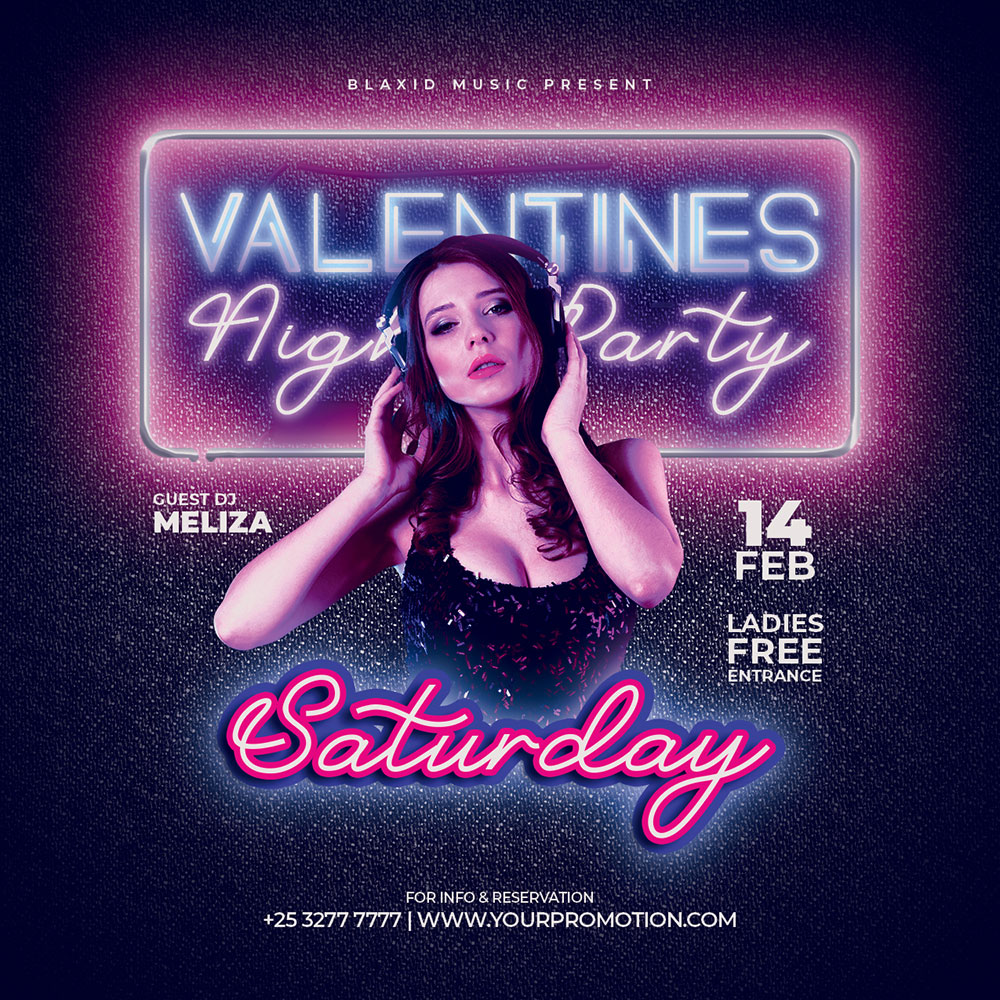 BLAXID MUSIC PRESENT
VALENTINES
Night Party
GUEST DJ
MELIZA
14
FEB
LADIES
FREE
ENTRANCE
Saturday
FOR INFO & RESERVATION
+25 3277 7777 | WWW.YOURPROMOTION.COM